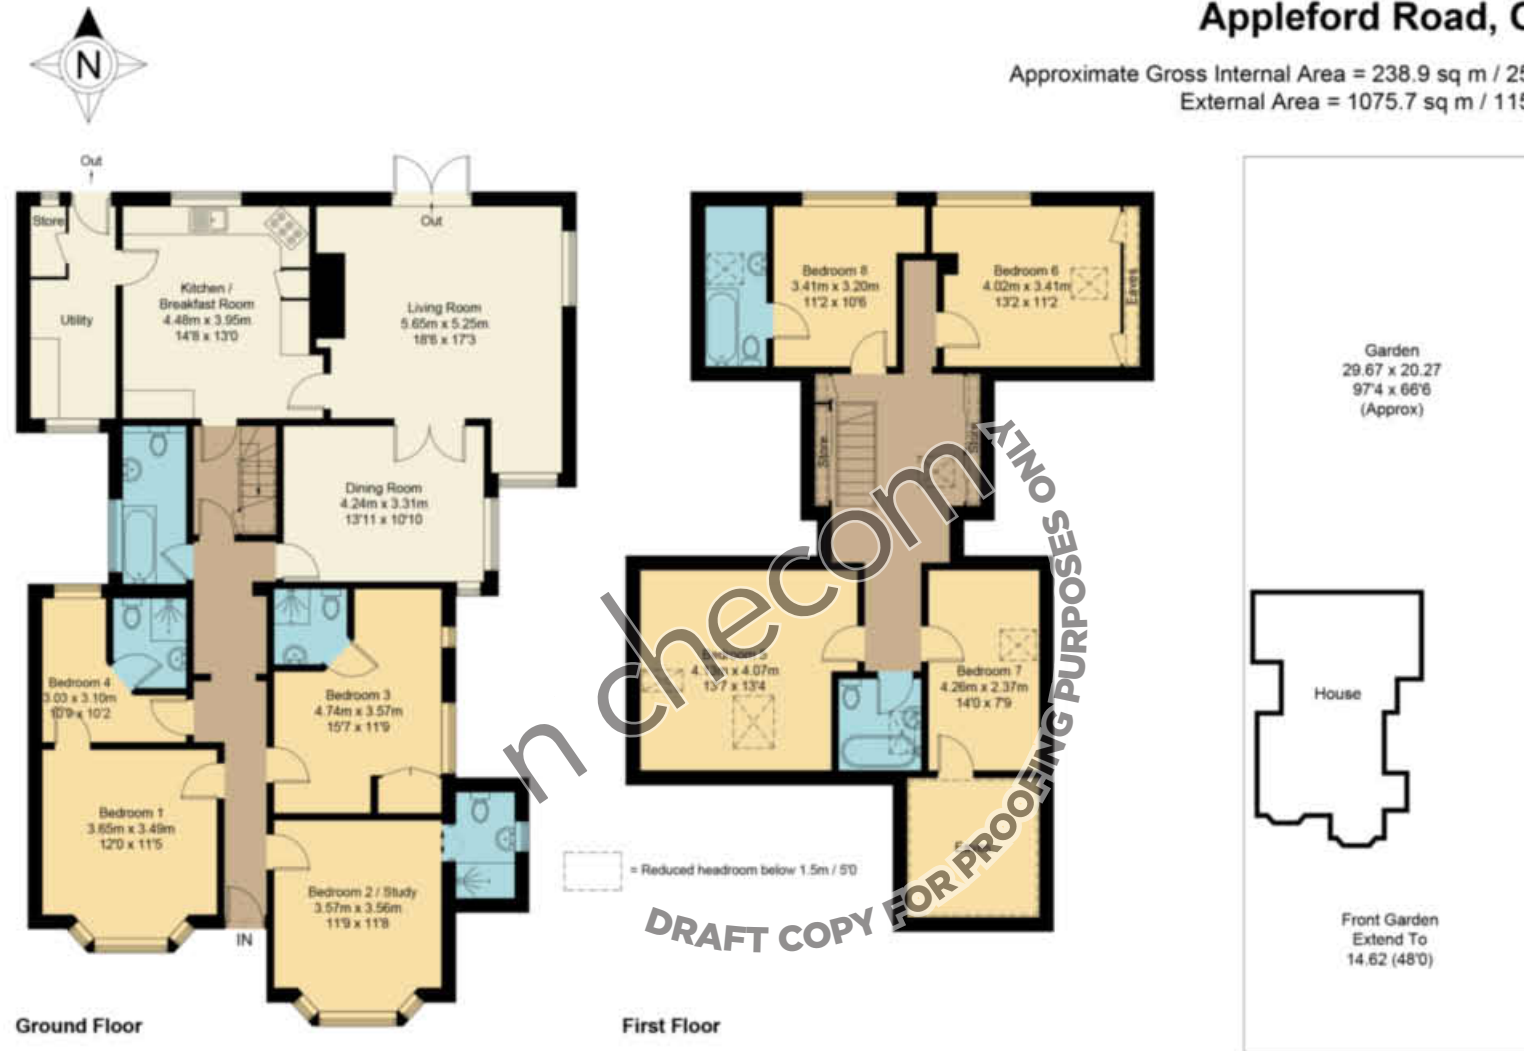 N
Appleford Road, C
Approximate Gross Internal Area = 238.9 sq m / 25
External Area = 1075.7 sq m / 115
Out
Store
Utility
Kitchen /
Breakfast Room
4.48m x 3.95m
14'8 x 13'0
Out
Living Room
5.65m x 5.25m
18'6 x 17'3
Dining Room
4.24m x 3.31m
13'11 x 10'10
Bedroom 4
3.03 x 3.10m
10'9 x 10'2
Bedroom 3
4.74m x 3.57m
15'7 x 11'9
Bedroom 1
3.65m x 3.49m
12'0 x 11'5
Bedroom 2 / Study
3.57m x 3.56m
11'9 x 11'8
IN
Ground Floor
Bedroom 8
3.41m x 3.20m
11'2 x 10'6
Bedroom 6
4.02m x 3.41m
13'2 x 11'2
Eaves
Store
Store
x 4.07m
13'7 x 13'4
Bedroom 7
4.26m x 2.37m
14'0 x 7'9
= Reduced headroom below 1.5m / 5'0
First Floor
n checom
DRAFT COPY FOR PROOFING PURPOSES ONLY
Garden
29.67 x 20.27
97'4 x 66'6
(Approx)
House
Front Garden
Extend To
14.62 (48'0)